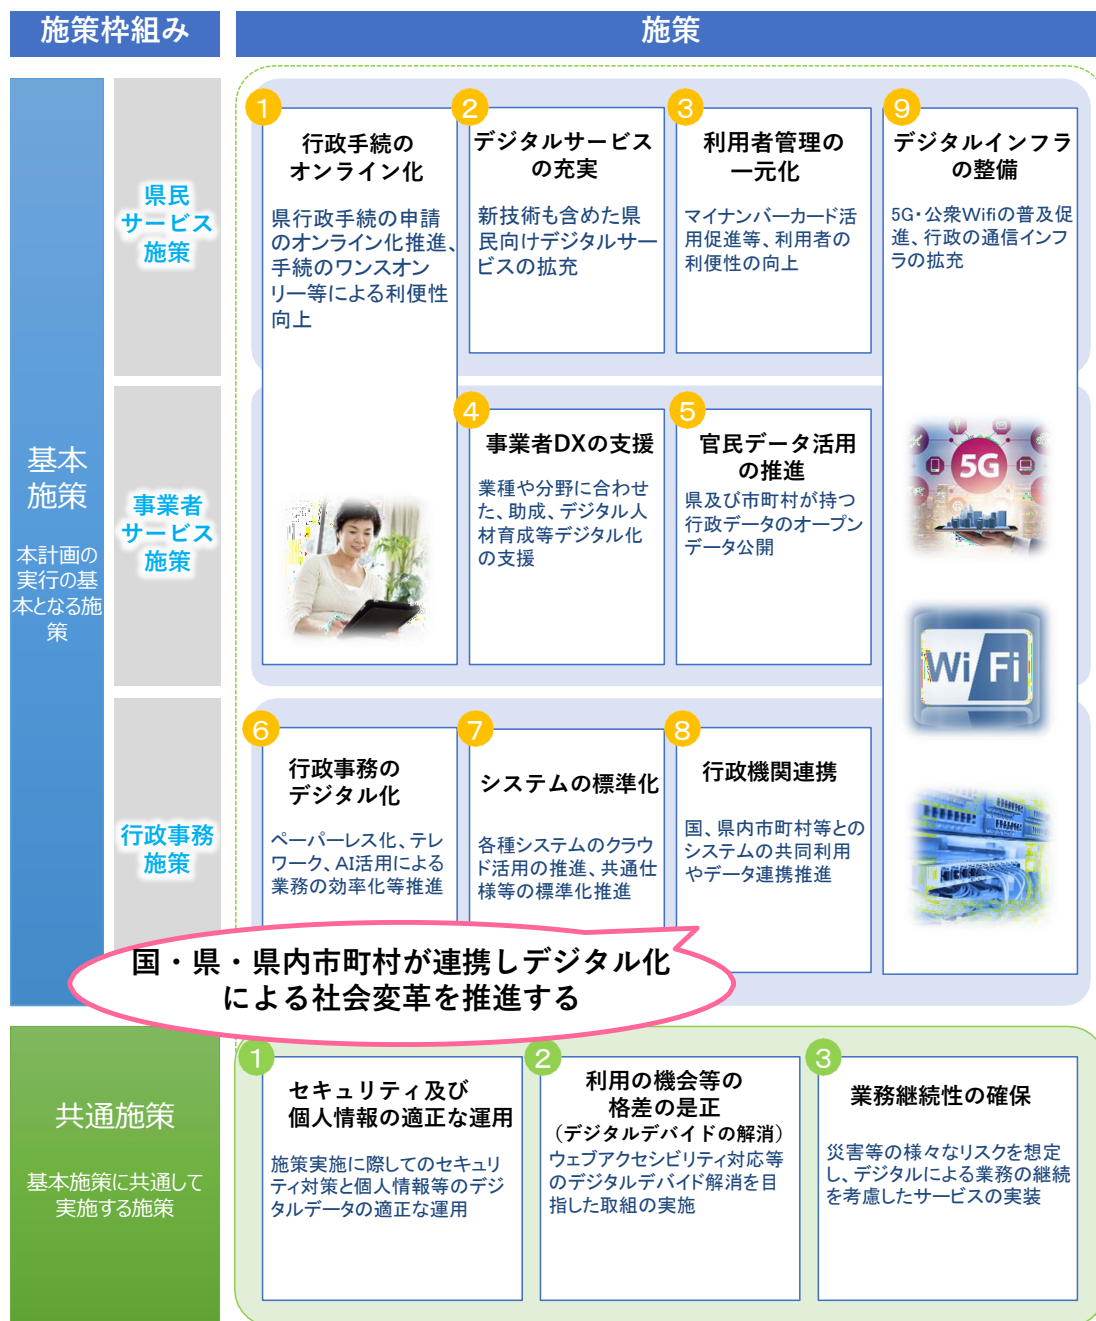 施策枠組み
施策
基本
施策
本計画の
実行の基
本となる施
策
県民
サービス
施策
1
行政手続の
オンライン化
県行政手続の申請
のオンライン化推進、
手続のワンスオン
リー等による利便性
向上
2
デジタルサービス
の充実
新技術も含めた県
民向けデジタルサー
ビスの拡充
3
利用者管理の
一元化
マイナンバーカード活
用促進等、利用者の
利便性の向上
9
デジタルインフラ
の整備
5G・公衆Wifiの普及促
進、行政の通信インフ
ラの拡充
5G
Wi Fi
事業者
サービス
施策
4
事業者DXの支援
業種や分野に合わせ
た、助成、デジタル人
材育成等デジタル化
の支援
5
官民データ活用
の推進
県及び市町村が持つ
行政データのオープン
データ公開
行政事務
施策
6
行政事務の
デジタル化
ペーパーレス化、テレ
ワーク、AI活用による
業務の効率化等推進
7
システムの標準化
各種システムのクラウ
ド活用の推進、共通仕
様等の標準化推進
8
行政機関連携
国、県内市町村等との
システムの共同利用
やデータ連携推進
国・県・県内市町村が連携しデジタル化
による社会変革を推進する
共通施策
基本施策に共通して
実施する施策
1
セキュリティ及び
個人情報の適正な運用
施策実施に際してのセキュリ
ティ対策と個人情報等のデジ
タルデータの適正な運用
2
利用の機会等の
格差の是正
（デジタルデバイドの解消）
ウェブアクセシビリティ対応等
のデジタルデバイド解消を目
指した取組の実施
3
業務継続性の確保
災害等の様々なリスクを想定
し、デジタルによる業務の継続
を考慮したサービスの実装